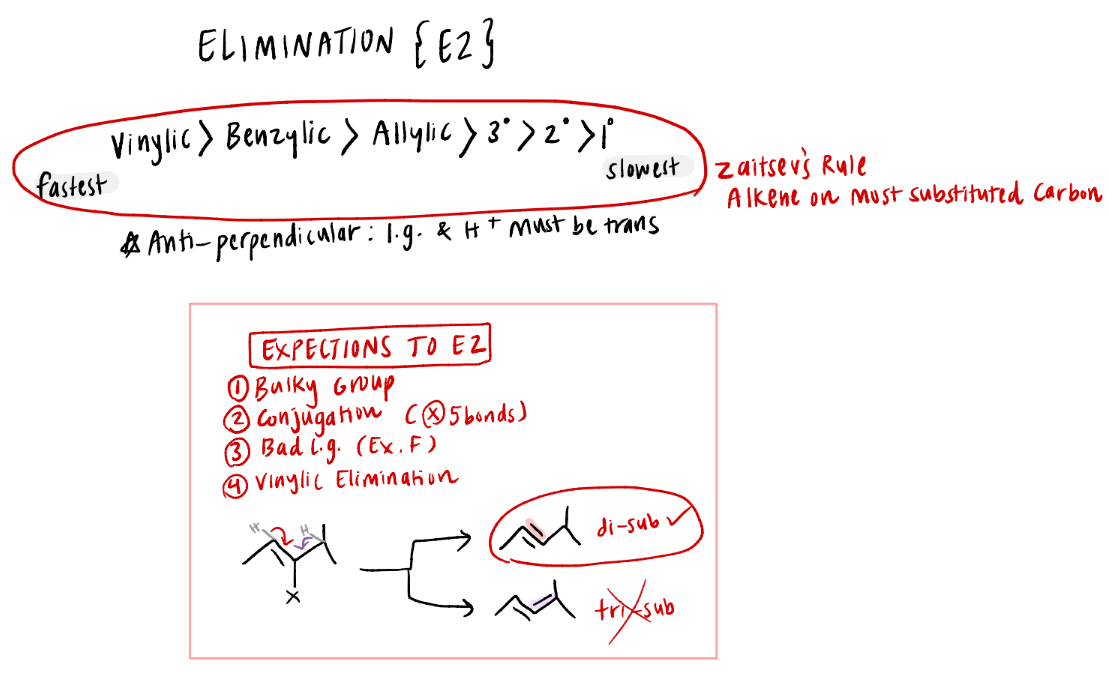 ELIMINATION {E2}
Vinylic > Benzylic > Allylic > 3° > 2° > 1°
fastest
slowest
Zaitsev's Rule
Alkene on Most substituted Carbon
☆ Anti-perpendicular: l.g. & H⁺ Must be trans
EXPECTIONS TO E2
① Bulky Group
② Conjugation (ⓧ 5 bonds)
③ Bad L.g. (Ex. F)
④ Vinylic Elimination
H H
X
di-sub ✓
tri-sub